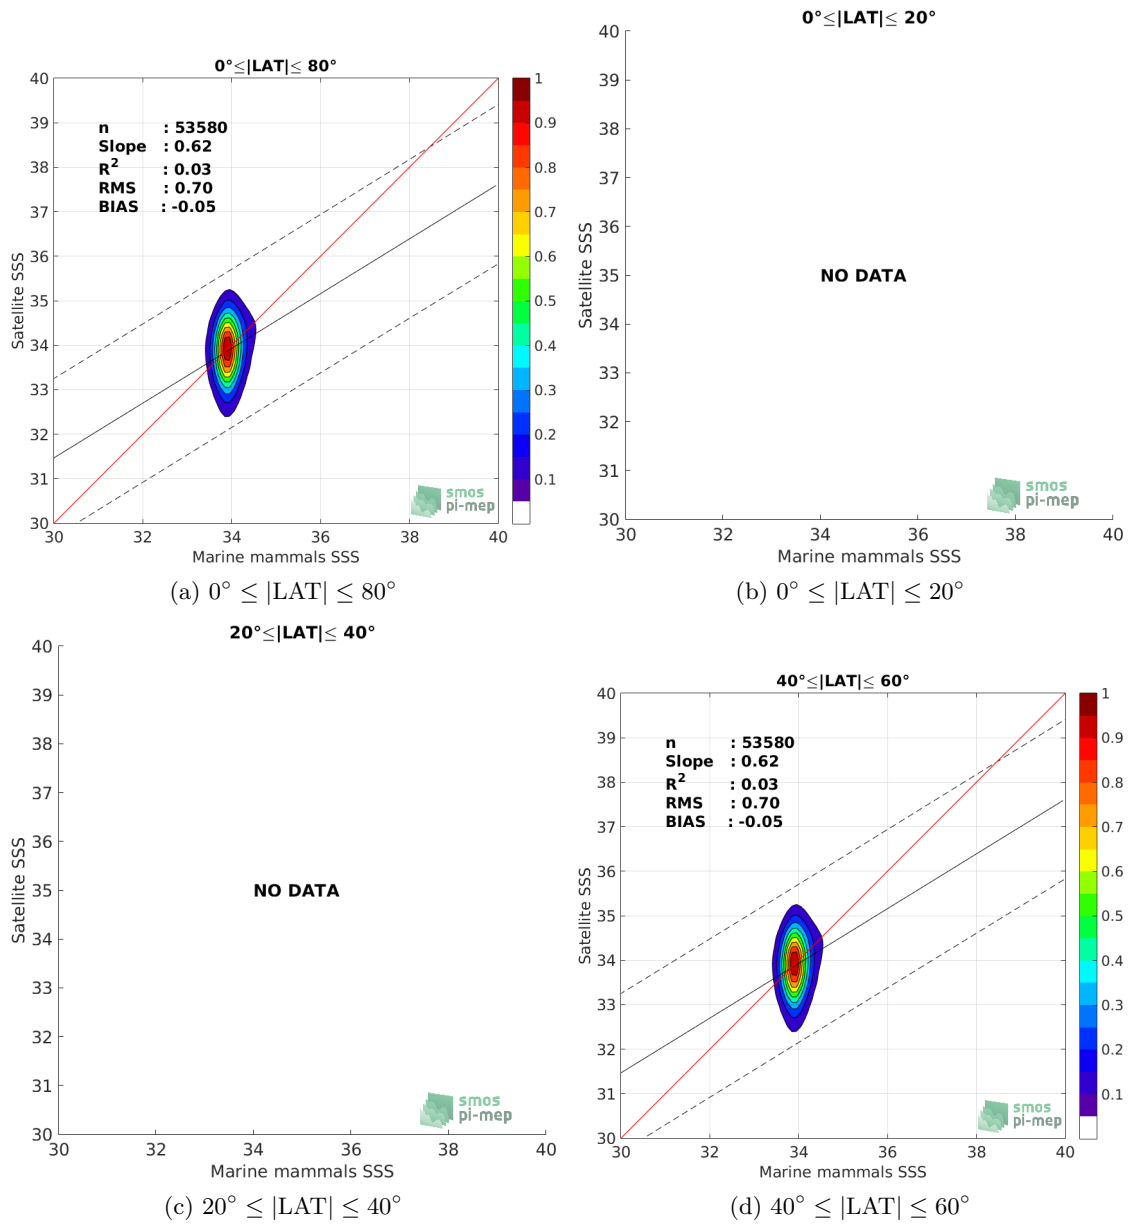 0°≤|LAT|≤ 80°
n : 53580
Slope : 0.62
R2 : 0.03
RMS : 0.70
BIAS : -0.05
40
39
38
37
36
35
34
33
32
31
30
Satellite SSS
30 32 34 36 38 40
Marine mammals SSS
1
0.9
0.8
0.7
0.6
0.5
0.4
0.3
0.2
0.1
smos
pi-mep
(a) 0° ≤ |LAT| ≤ 80°
0°≤|LAT|≤ 20°
40
39
38
37
36
35
34
33
32
31
30
Satellite SSS
NO DATA
30 32 34 36 38 40
Marine mammals SSS
smos
pi-mep
(b) 0° ≤ |LAT| ≤ 20°
20°≤|LAT|≤ 40°
40
39
38
37
36
35
34
33
32
31
30
Satellite SSS
NO DATA
30 32 34 36 38 40
Marine mammals SSS
smos
pi-mep
(c) 20° ≤ |LAT| ≤ 40°
40°≤|LAT|≤ 60°
n : 53580
Slope : 0.62
R2 : 0.03
RMS : 0.70
BIAS : -0.05
40
39
38
37
36
35
34
33
32
31
30
Satellite SSS
30 32 34 36 38 40
Marine mammals SSS
1
0.9
0.8
0.7
0.6
0.5
0.4
0.3
0.2
0.1
smos
pi-mep
(d) 40° ≤ |LAT| ≤ 60°